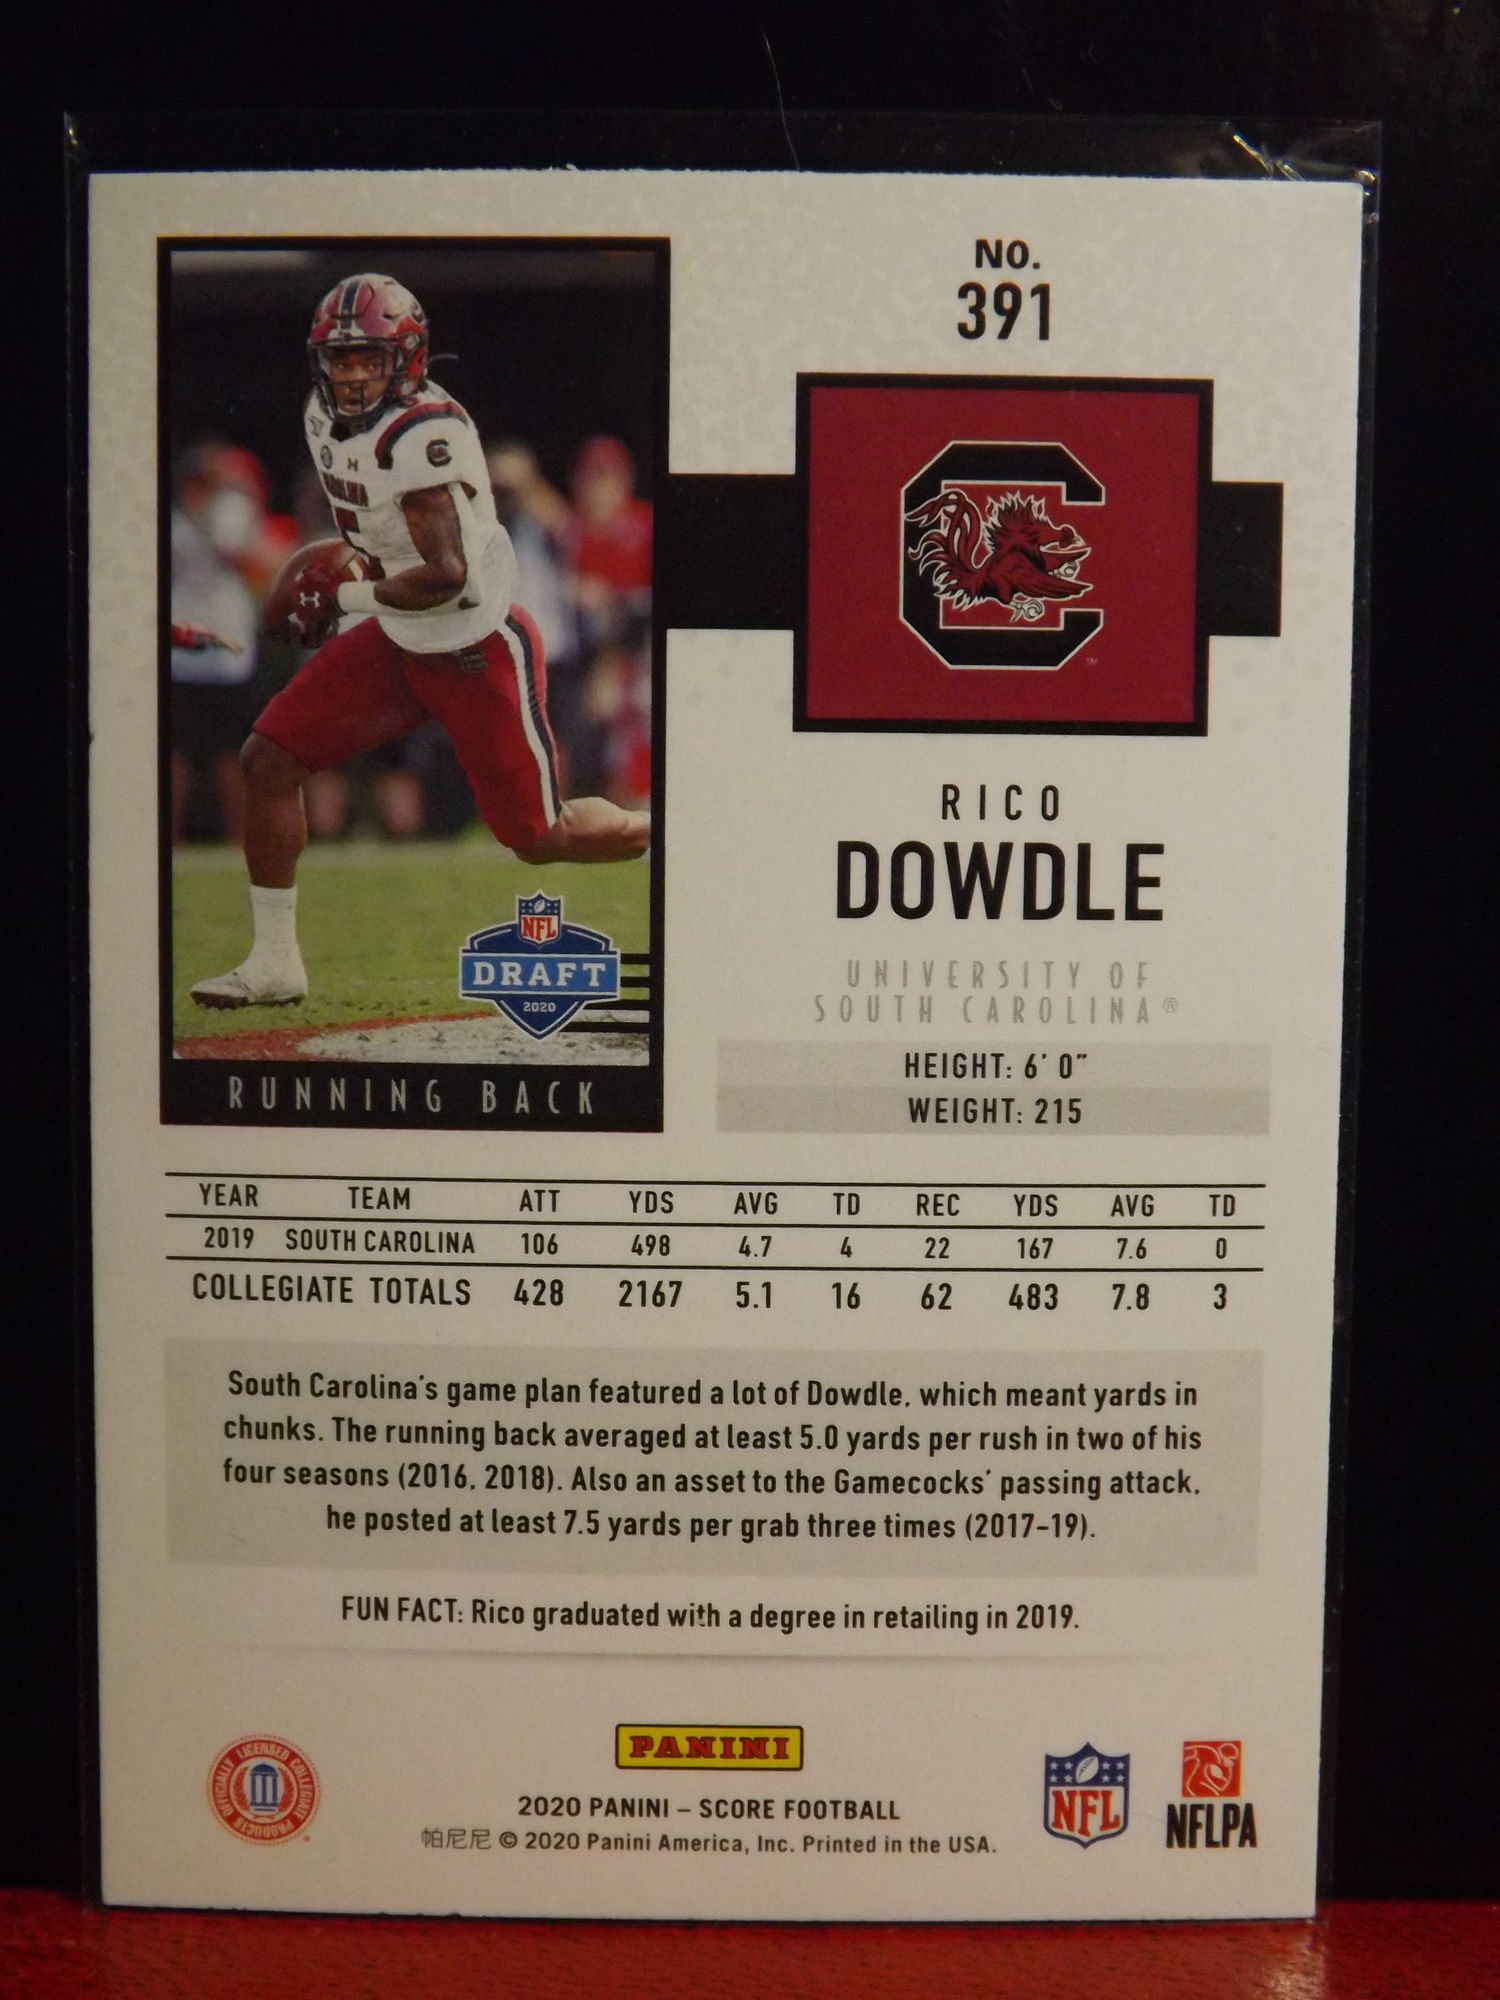 NO.
391
NFL
DRAFT
2020
RUNNING BACK
RICO
DOWDLE
UNIVERSITY OF
SOUTH CAROLINA®
HEIGHT: 6' 0"
WEIGHT: 215
YEAR TEAM ATT YDS AVG TD REC YDS AVG TD
2019 SOUTH CAROLINA 106 498 4.7 4 22 167 7.6 0
COLLEGIATE TOTALS 428 2167 5.1 16 62 483 7.8 3
South Carolina's game plan featured a lot of Dowdle, which meant yards in
chunks. The running back averaged at least 5.0 yards per rush in two of his
four seasons (2016, 2018). Also an asset to the Gamecocks' passing attack,
he posted at least 7.5 yards per grab three times (2017-19).
FUN FACT: Rico graduated with a degree in retailing in 2019.
OFFICIALLY LICENSED COLLEGIATE PRODUCTS
PANINI
2020 PANINI – SCORE FOOTBALL
帕尼尼 © 2020 Panini America, Inc. Printed in the USA.
NFL
NFLPA